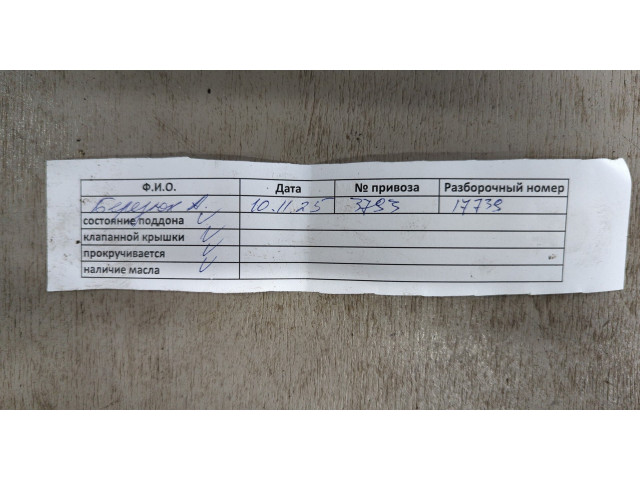 Ф.И.О. Дата № привоза Разборочный номер
А. 10.11.25 3793 17739
состояние поддона ✓
клапанной крышки ✓
прокручивается ✓
наличие масла ✓